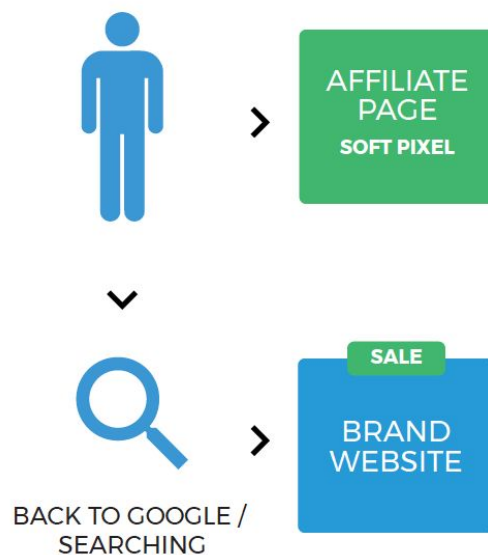 AFFILIATE
PAGE
SOFT PIXEL
SALE
BRAND
WEBSITE
BACK TO GOOGLE /
SEARCHING